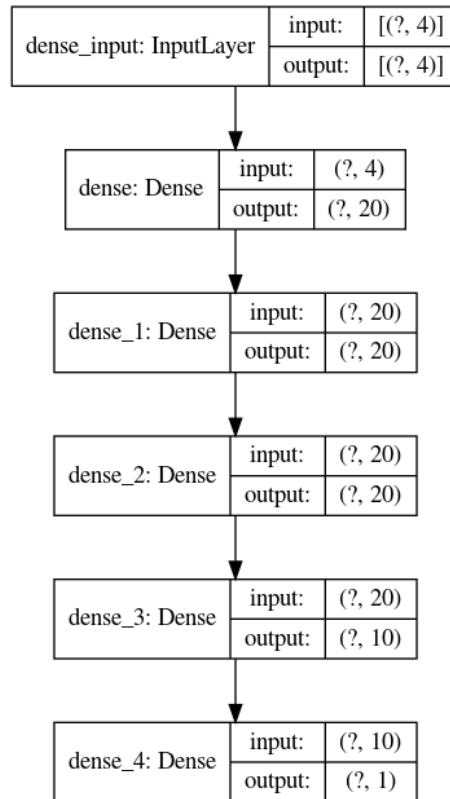 dense_input: InputLayer
input: [(?, 4)]
output: [(?, 4)]
dense: Dense
input: (?, 4)
output: (?, 20)
dense_1: Dense
input: (?, 20)
output: (?, 20)
dense_2: Dense
input: (?, 20)
output: (?, 20)
dense_3: Dense
input: (?, 20)
output: (?, 10)
dense_4: Dense
input: (?, 10)
output: (?, 1)